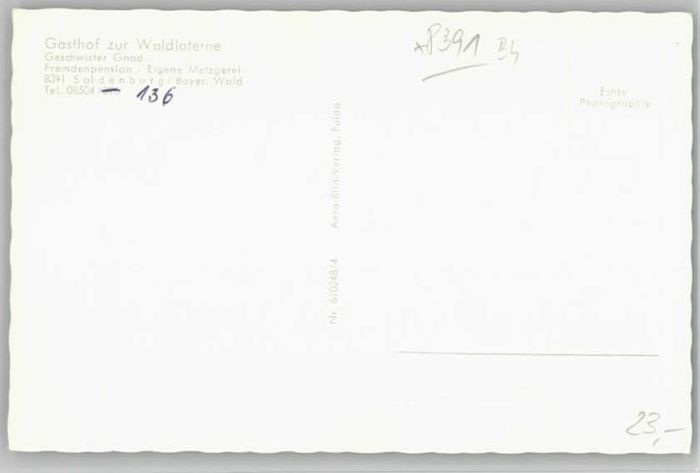 Gasthof zur Waldlaterne
Geschwister Gnad
Fremdenpension - Eigene Metzgerei
8391 Saldenburg/Bayer. Wald
Tel. 08504 - 136
x8391 By
Echte
Photographie
Nr. 610248/4 Aero-Bild-Verlag, Fulda
23,-